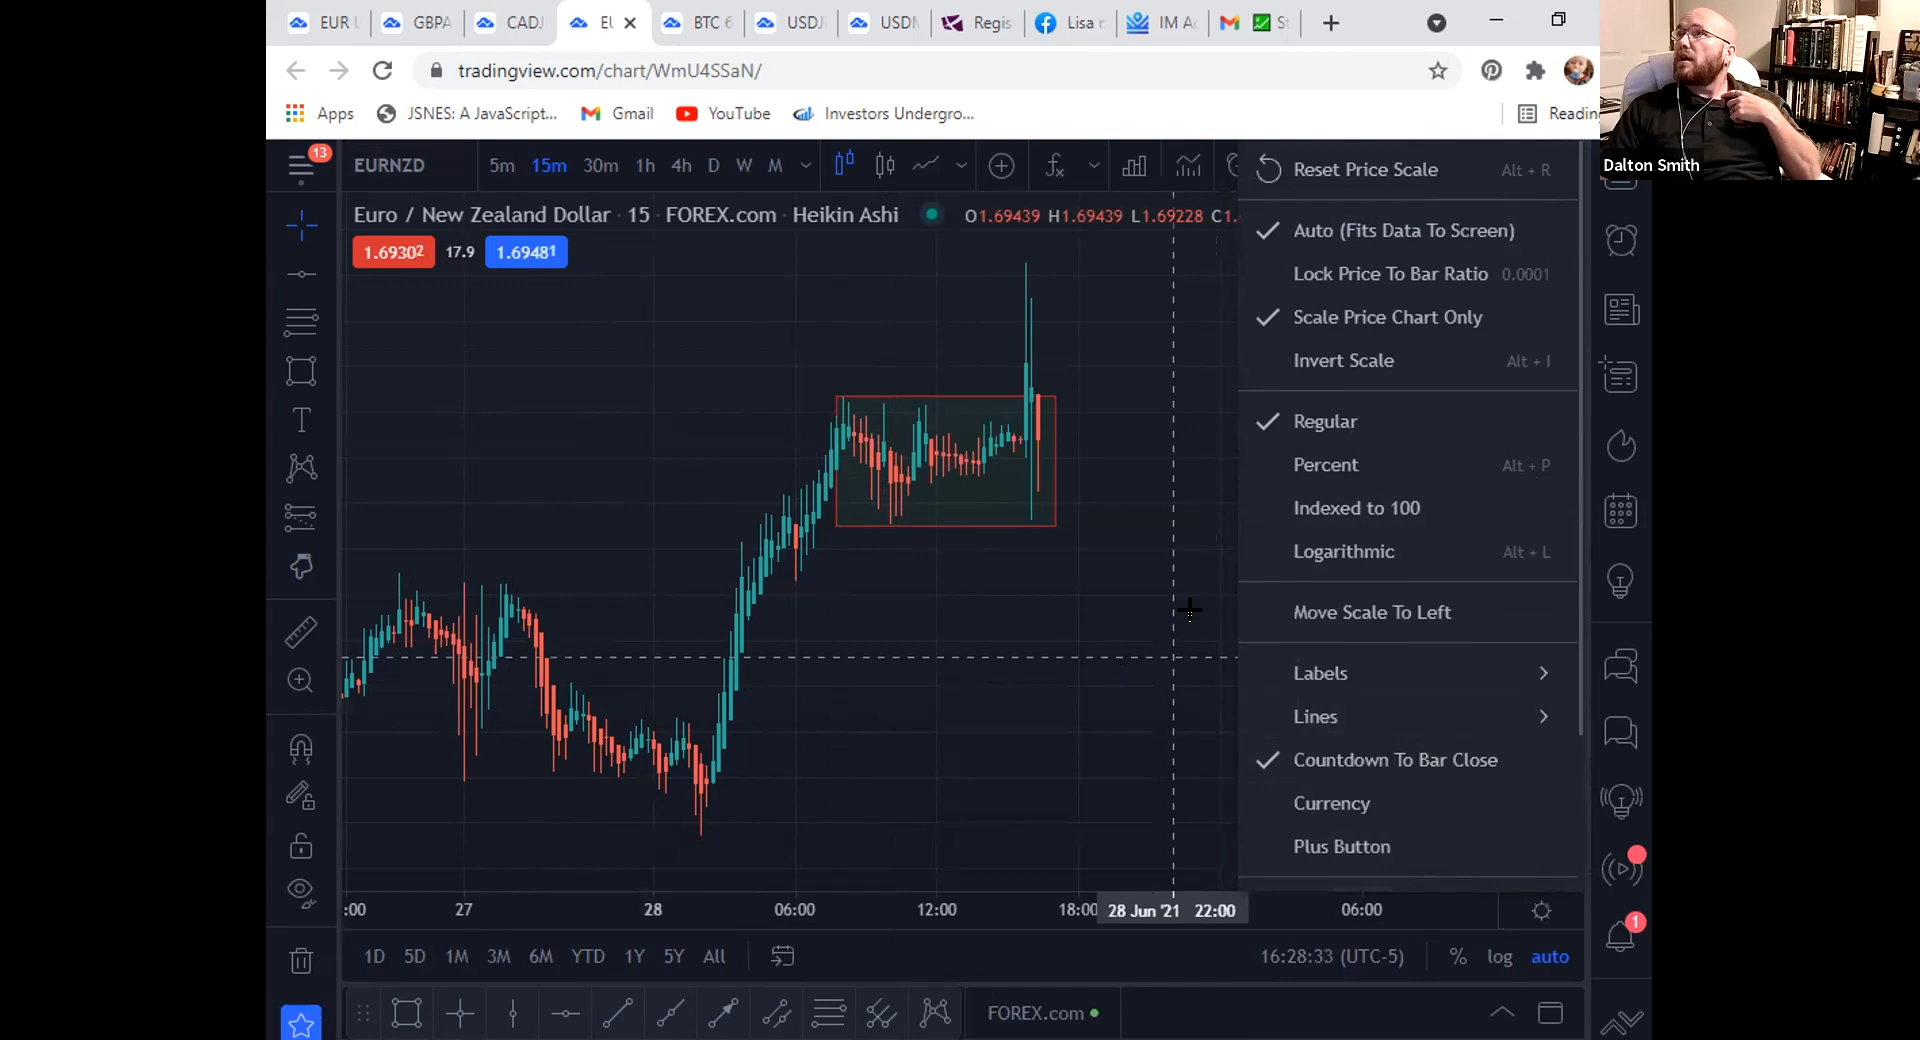 EUR U GBPA CADJ EU BTC 6 USDJ USDN Regis Lisa r IM Ac S
tradingview.com/chart/WmU4SSaN/
Apps JSNES: A JavaScript... Gmail YouTube Investors Undergro... Readin
13 EURNZD 5m 15m 30m 1h 4h D W M
Euro / New Zealand Dollar · 15 · FOREX.com · Heikin Ashi O1.69439 H1.69439 L1.69228 C1.
1.69302 17.9 1.69481
Reset Price Scale Alt + R
Auto (Fits Data To Screen)
Lock Price To Bar Ratio 0.0001
Scale Price Chart Only
Invert Scale Alt + I
Regular
Percent Alt + P
Indexed to 100
Logarithmic Alt + L
Move Scale To Left
Labels
Lines
Countdown To Bar Close
Currency
Plus Button
Dalton Smith
:00 27 28 06:00 12:00 18:00 28 Jun '21 22:00 06:00
1
1D 5D 1M 3M 6M YTD 1Y 5Y All 16:28:33 (UTC-5) % log auto
FOREX.com